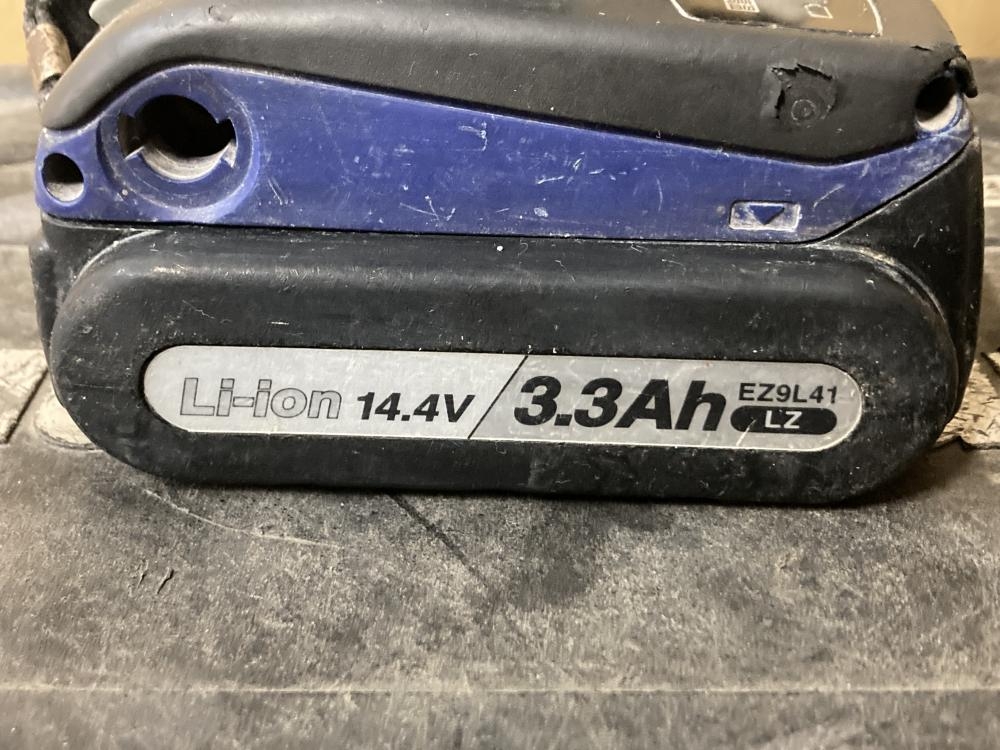 Li-ion 14.4V / 3.3Ah EZ9L41
LZ